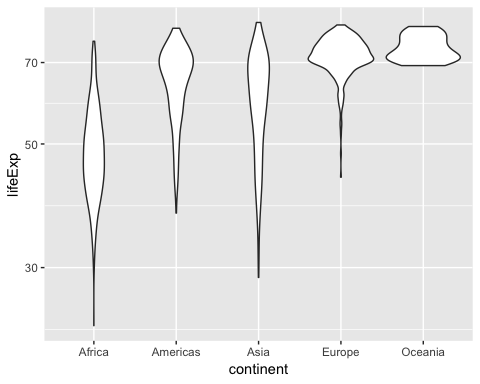 lifeExp
70
50
30
Africa Americas Asia Europe Oceania
continent